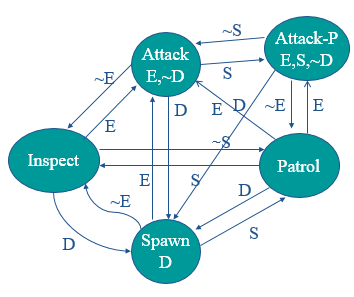 ~S
Attack
E,~D
Attack-P
E,S,~D
~E
S
E
D
E
D
~E
E
Inspect
~S
Patrol
E
S
D
~E
D
Spawn
D
S